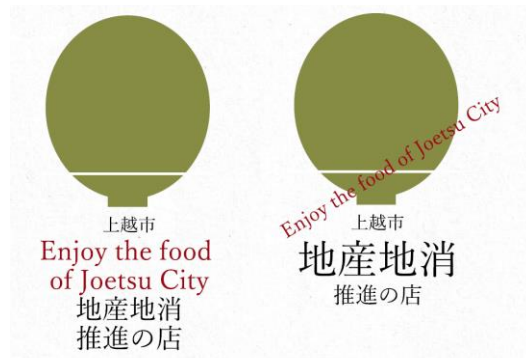 上越市
Enjoy the food
of Joetsu City
地産地消
推進の店
Enjoy the food of Joetsu City
上越市
地産地消
推進の店